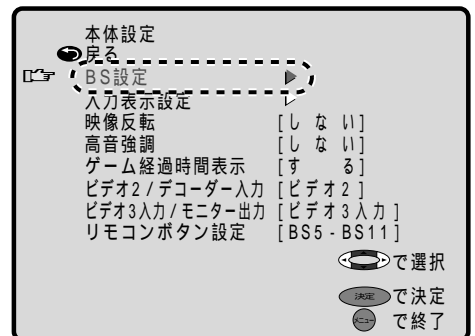 本体設定
戻る
BS設定
入力表示設定
映像反転 [しない]
高音強調 [しない]
ゲーム経過時間表示 [する]
ビデオ2/デコーダー入力 [ビデオ2]
ビデオ3入力/モニター出力 [ビデオ3入力]
リモコンボタン設定 [BS5-BS11]
で選択
決定 で決定
メニュー で終了